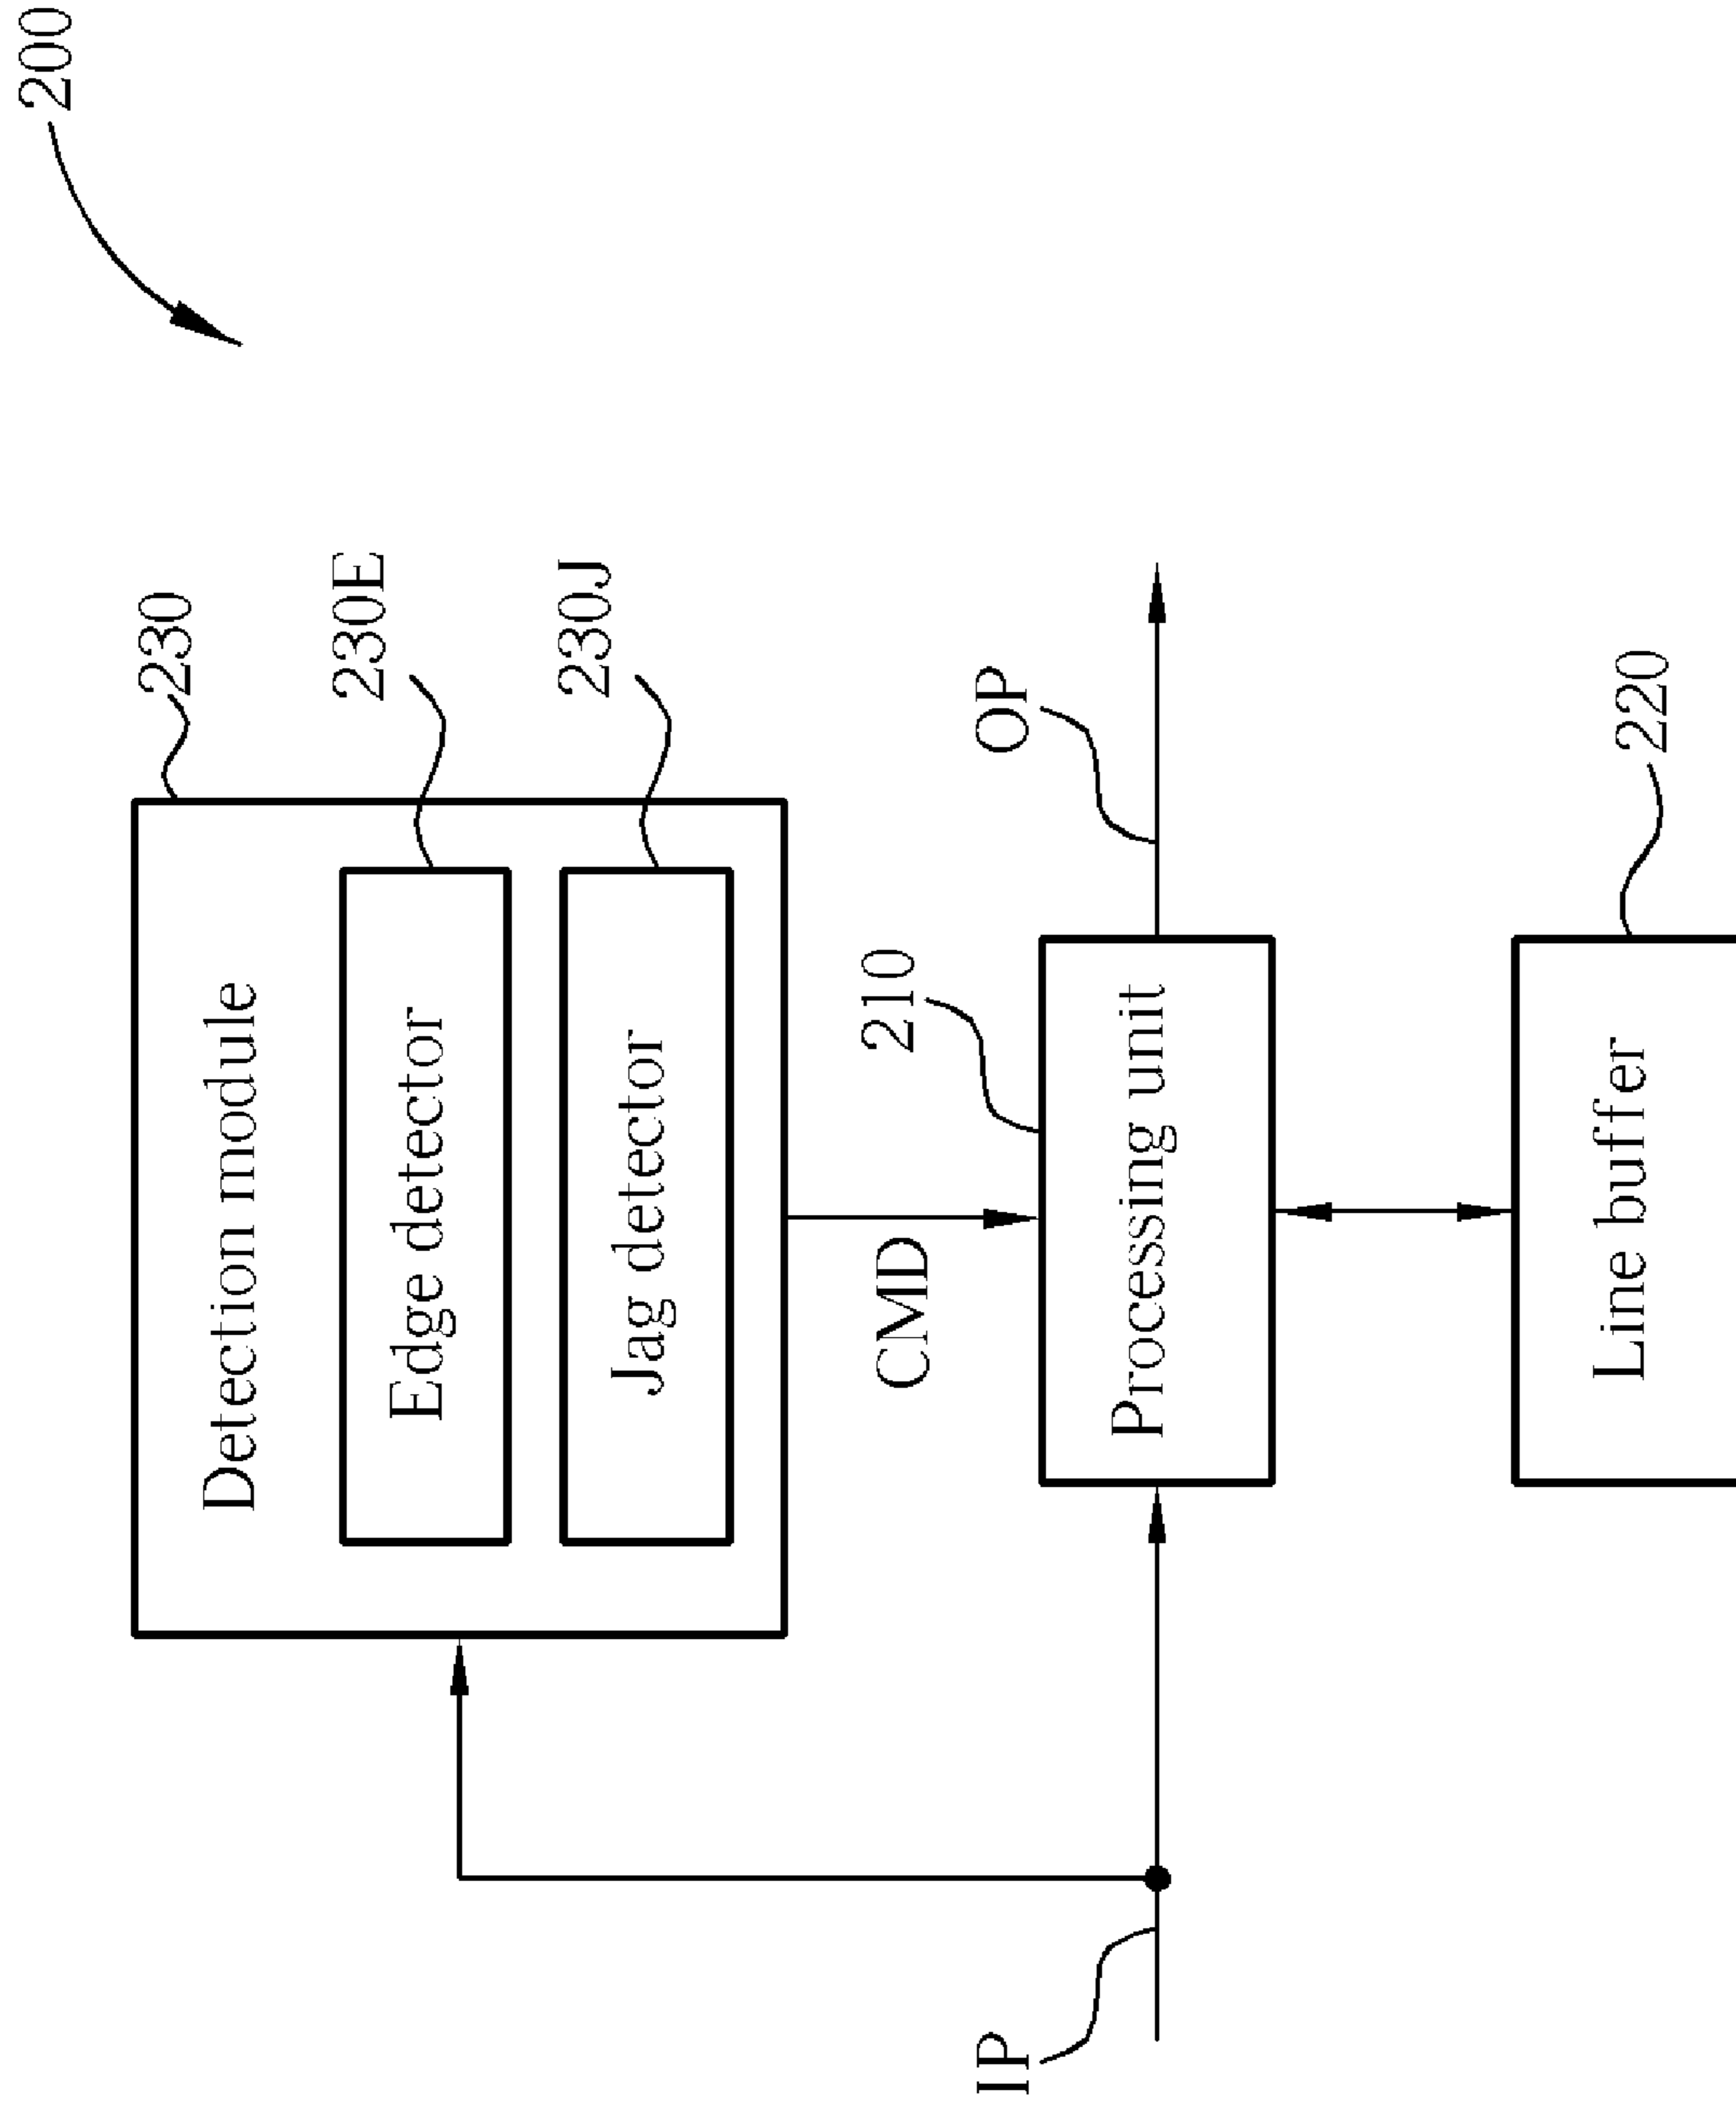 200
230
Detection module
230E
Edge detector
230J
Jag detector
CMD
210
IP
OP
Processing unit
220
Line buffer